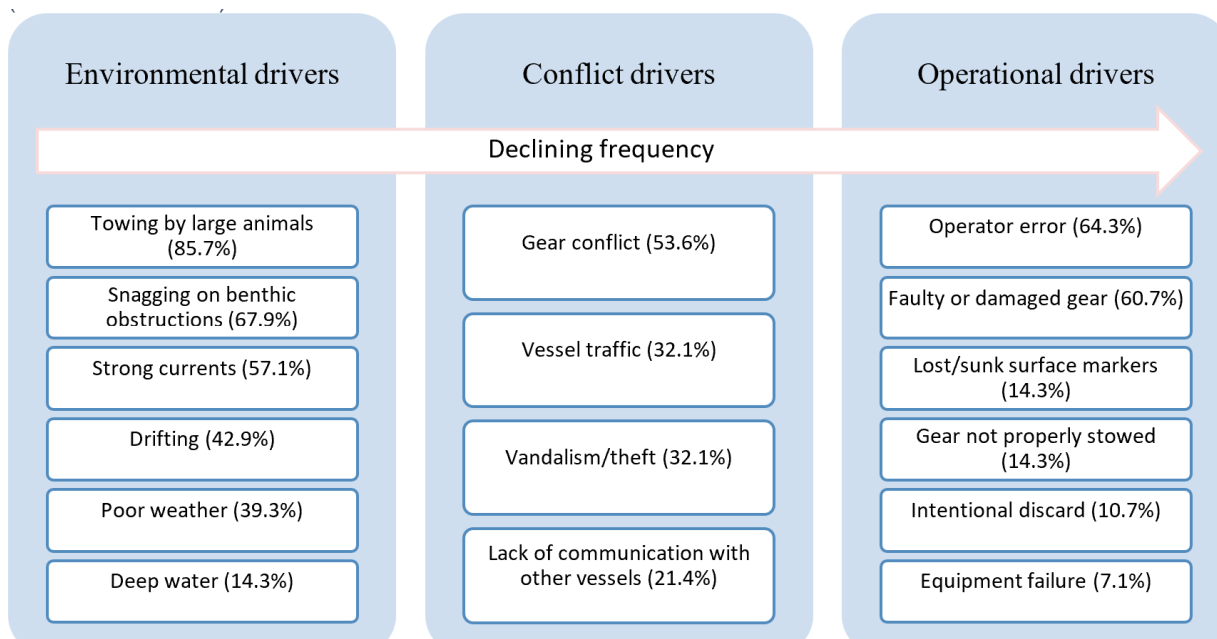 Environmental drivers
Conflict drivers
Operational drivers
Declining frequency
Towing by large animals
(85.7%)
Snagging on benthic
obstructions (67.9%)
Strong currents (57.1%)
Drifting (42.9%)
Poor weather (39.3%)
Deep water (14.3%)
Gear conflict (53.6%)
Vessel traffic (32.1%)
Vandalism/theft (32.1%)
Lack of communication with
other vessels (21.4%)
Operator error (64.3%)
Faulty or damaged gear (60.7%)
Lost/sunk surface markers
(14.3%)
Gear not properly stowed
(14.3%)
Intentional discard (10.7%)
Equipment failure (7.1%)